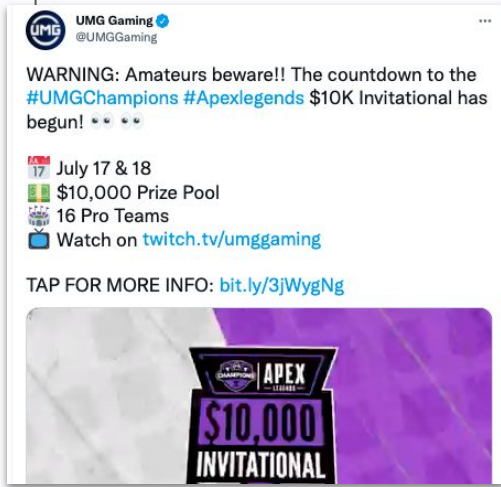 UMG
UMG Gaming
@UMGGaming
WARNING: Amateurs beware!! The countdown to the
#UMGChampions #Apexlegends $10K Invitational has
begun! 👀 👀
📅 July 17 & 18
💵 $10,000 Prize Pool
🏟️ 16 Pro Teams
📺 Watch on twitch.tv/umggaming
TAP FOR MORE INFO: bit.ly/3jWygNg
CHAMPIONS APEX
LEGENDS
$10,000
INVITATIONAL